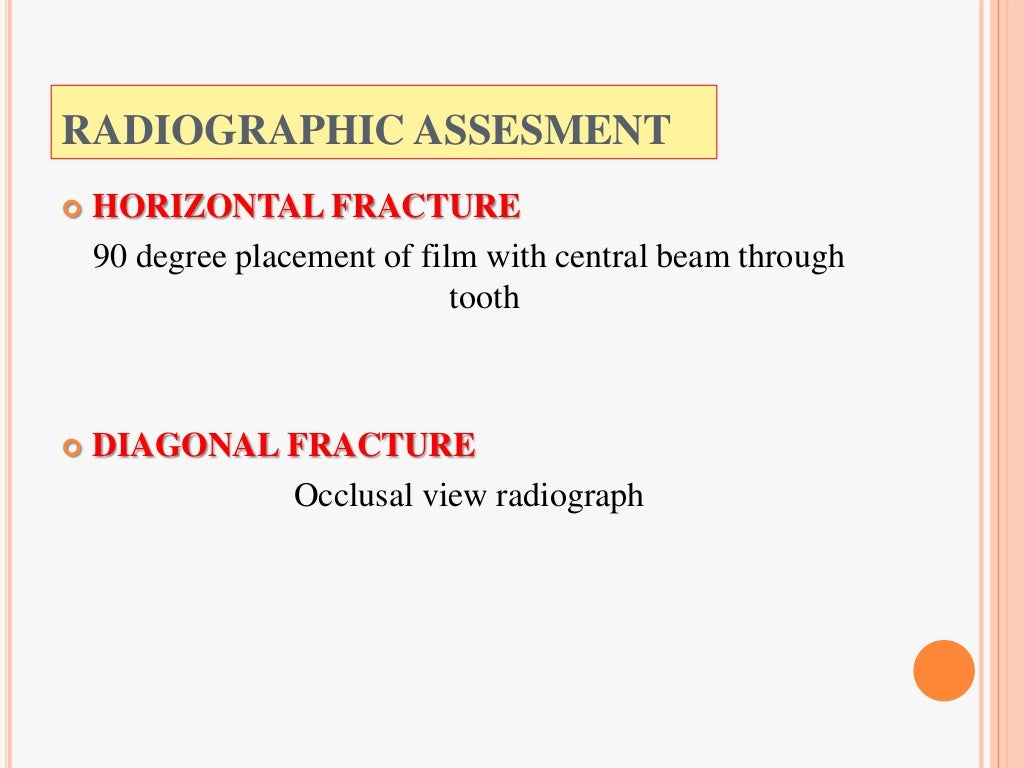 RADIOGRAPHIC ASSESMENT
HORIZONTAL FRACTURE
90 degree placement of film with central beam through
tooth
DIAGONAL FRACTURE
Occlusal view radiograph